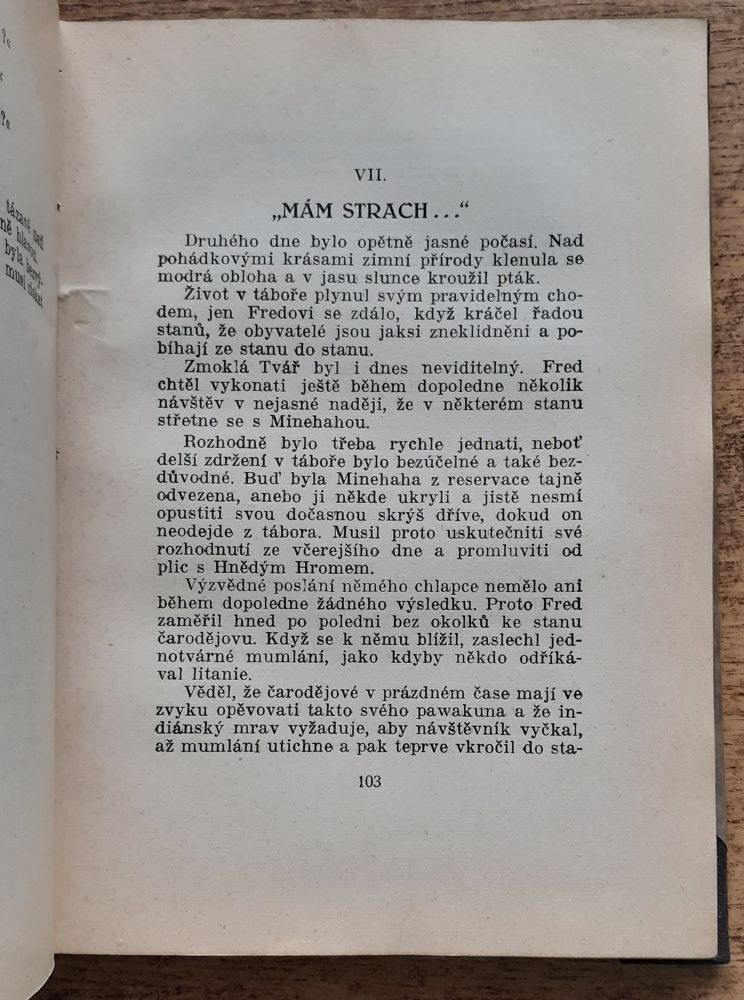 ?«
?«
tázavě nač
ně hlavou.
byla
musí získat
VII.
„MÁM STRACH..."
Druhého dne bylo opětně jasné počasí. Nad
pohádkovými krásami zimní přírody klenula se
modrá obloha a v jasu slunce kroužil pták.
Život v táboře plynul svým pravidelným cho-
dem, jen Fredovi se zdálo, když kráčel řadou
stanů, že obyvatelé jsou jaksi zneklidněni a po-
bíhají ze stanu do stanu.
Zmoklá Tvář byl i dnes neviditelný. Fred
chtěl vykonati ještě během dopoledne několik
návštěv v nejasné naději, že v některém stanu
střetne se s Minehahou.
Rozhodně bylo třeba rychle jednati, neboť
delší zdržení v táboře bylo bezúčelné a také bez-
důvodné. Buď byla Minehaha z reservace tajně
odvezena, anebo ji někde ukryli a jistě nesmí
opustiti svou dočasnou skrýš dříve, dokud on
neodejde z tábora. Musil proto uskutečniti své
rozhodnutí ze včerejšího dne a promluviti od
plic s Hnědým Hromem.
Výzvědné poslání němého chlapce nemělo ani
během dopoledne žádného výsledku. Proto Fred
zaměřil hned po poledni bez okolků ke stanu
čarodějovu. Když se k němu blížil, zaslechl jed-
notvárné mumlání, jako kdyby někdo odříká-
val litanie.
Věděl, že čarodějové v prázdném čase mají ve
zvyku opěvovati takto svého pawakuna a že in-
diánský mrav vyžaduje, aby návštěvník vyčkal,
až mumlání utichne a pak teprve vkročil do sta-
103